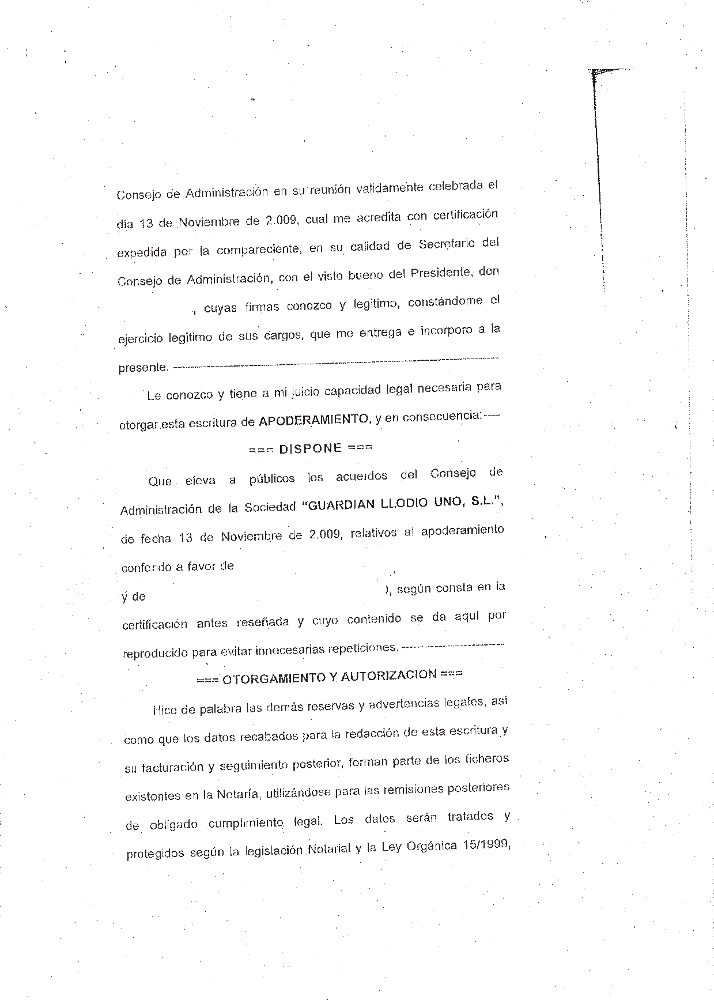 Consejo de Administración en su reunión validamente celebrada el
día 13 de Noviembre de 2.009, cual me acredita con certificación
expedida por la compareciente, en su calidad de Secretario del
Consejo de Administración, con el visto bueno del Presidente, don
, cuyas firmas conozco y legitimo, constándome el
ejercicio legitimo de sus cargos, que me entrega e incorporo a la
presente. ----------
Le conozco y tiene a mi juicio capacidad legal necesaria para
otorgar esta escritura de APODERAMIENTO, y en consecuencia:----
=== DISPONE ===
Que eleva a públicos los acuerdos del Consejo de
Administración de la Sociedad “GUARDIAN LLODIO UNO, S.L.”,
de fecha 13 de Noviembre de 2.009, relativos al apoderamiento
conferido a favor de
y de ), según consta en la
certificación antes reseñada y cuyo contenido se da aquí por
reproducido para evitar innecesarias repeticiones. ----------
=== OTORGAMIENTO Y AUTORIZACION ===
Hice de palabra las demás reservas y advertencias legales, así
como que los datos recabados para la redacción de esta escritura y
su facturación y seguimiento posterior, forman parte de los ficheros
existentes en la Notaría, utilizándose para las remisiones posteriores
de obligado cumplimiento legal. Los datos serán tratados y
protegidos según la legislación Notarial y la Ley Orgánica 15/1999,